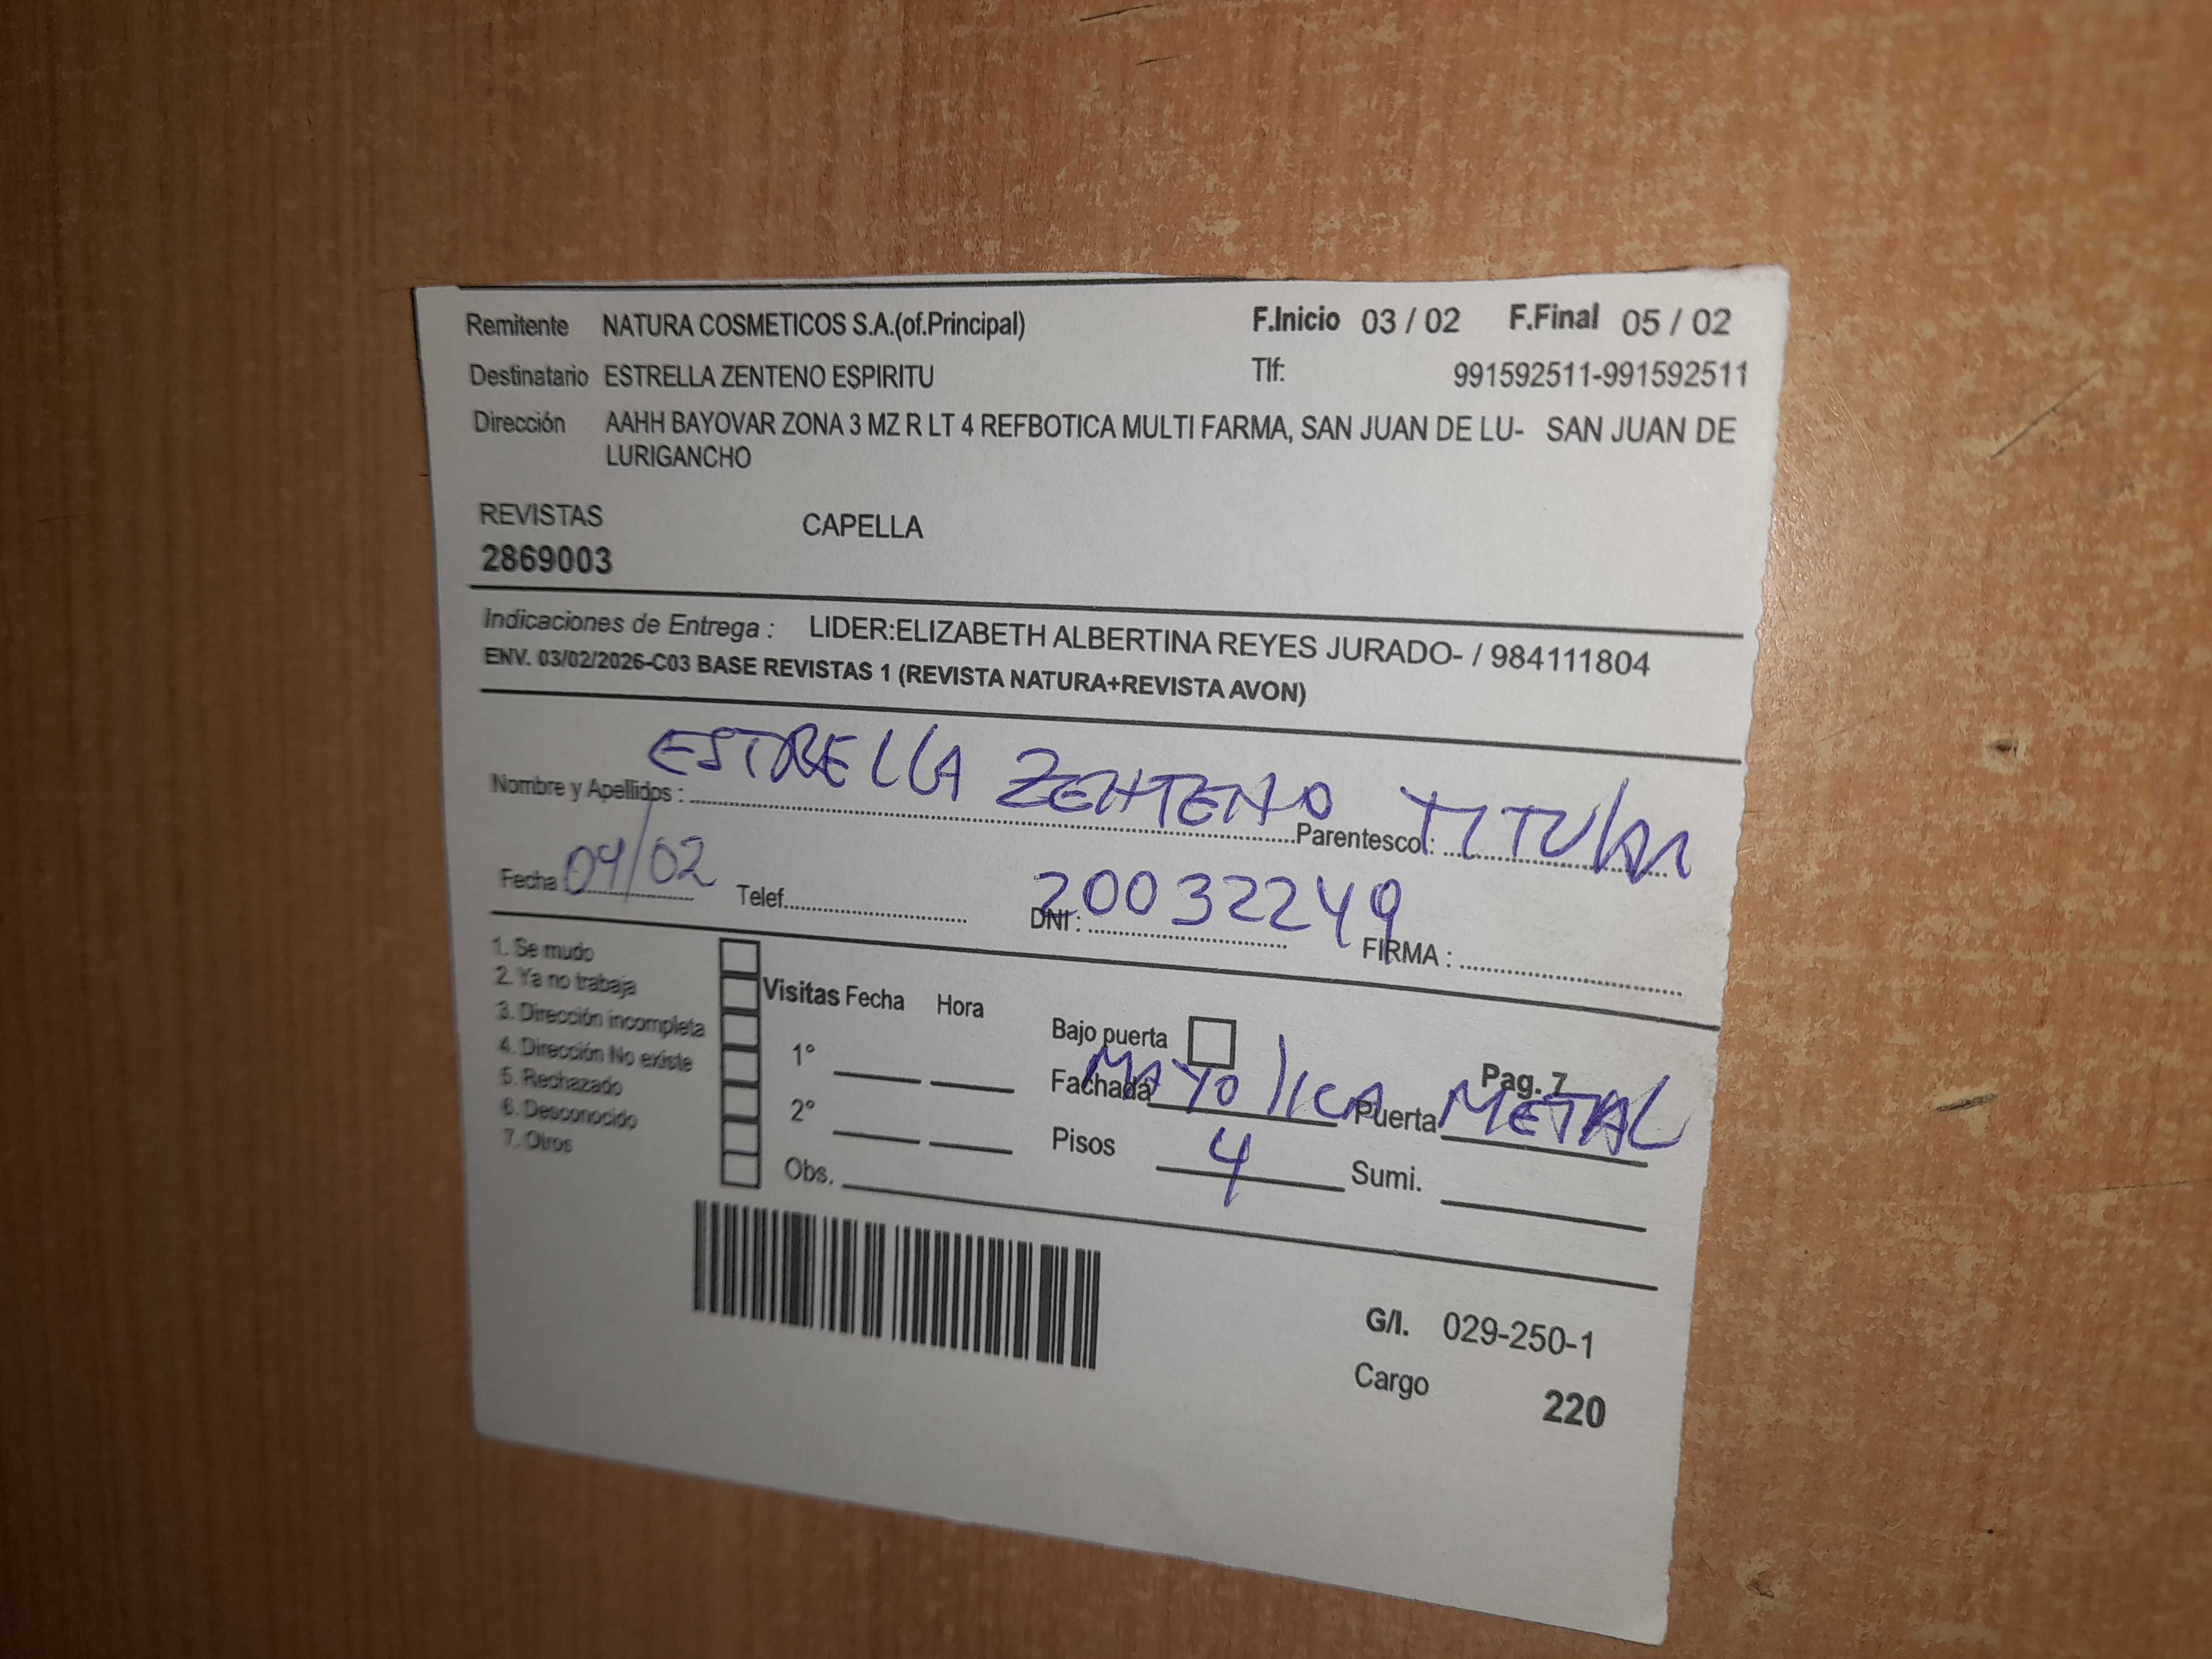 Remitente NATURA COSMETICOS S.A.(of.Principal) F.Inicio 03 / 02 F.Final 05 / 02
Destinatario ESTRELLA ZENTENO ESPIRITU Tlf: 991592511-991592511
Dirección AAHH BAYOVAR ZONA 3 MZ R LT 4 REFBOTICA MULTI FARMA, SAN JUAN DE LU- SAN JUAN DE
LURIGANCHO
REVISTAS CAPELLA
2869003
Indicaciones de Entrega : LIDER:ELIZABETH ALBERTINA REYES JURADO- / 984111804
ENV. 03/02/2026-C03 BASE REVISTAS 1 (REVISTA NATURA+REVISTA AVON)
Nombre y Apellidos : ESTRELLA ZENTENO Parentesco : TITULAR
Fecha 04/02 Telef. DNI : 20032249 FIRMA :
1. Se mudo
2. Ya no trabaja
3. Dirección incompleta
4. Dirección No existe
5. Rechazado
6. Desconocido
7. Otros
Visitas Fecha Hora
1°
2°
Obs.
Bajo puerta
Pag. 7
Fachada MAYOLICA Puerta METAL
Pisos 4 Sumi.
G/I. 029-250-1
Cargo 220